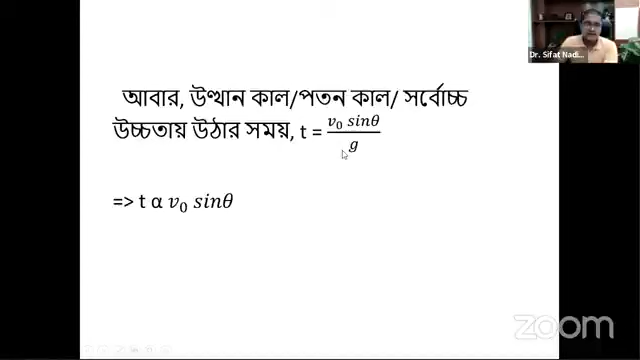 Dr. Sifat Nadi...
আবার, উত্থান কাল/পতন কাল/ সর্বোচ্চ
উচ্চতায় উঠার সময়, t = v₀ sinθ / g
=> t α v₀ sinθ
zoom